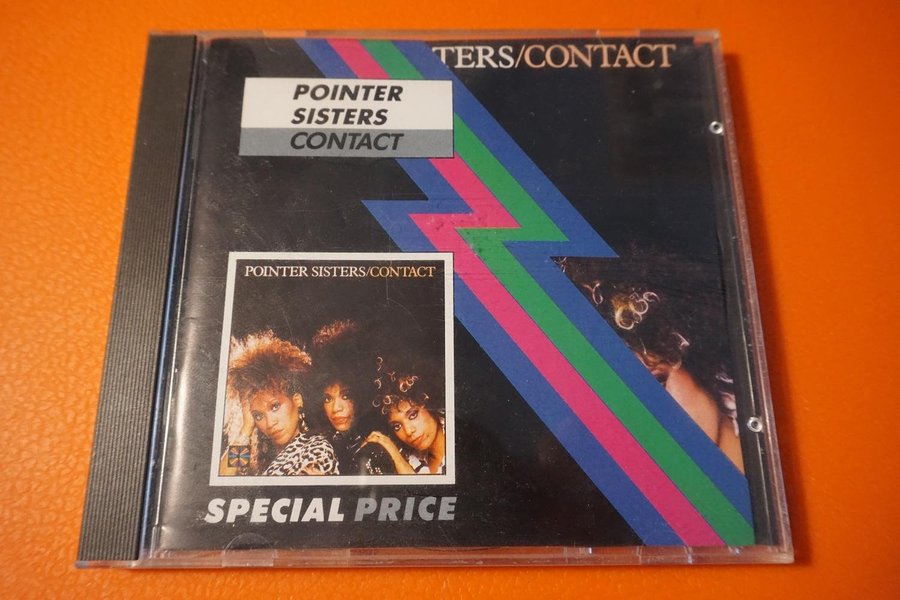 TERS/CONTACT
POINTER
SISTERS
CONTACT
POINTER SISTERS/CONTACT
SPECIAL PRICE